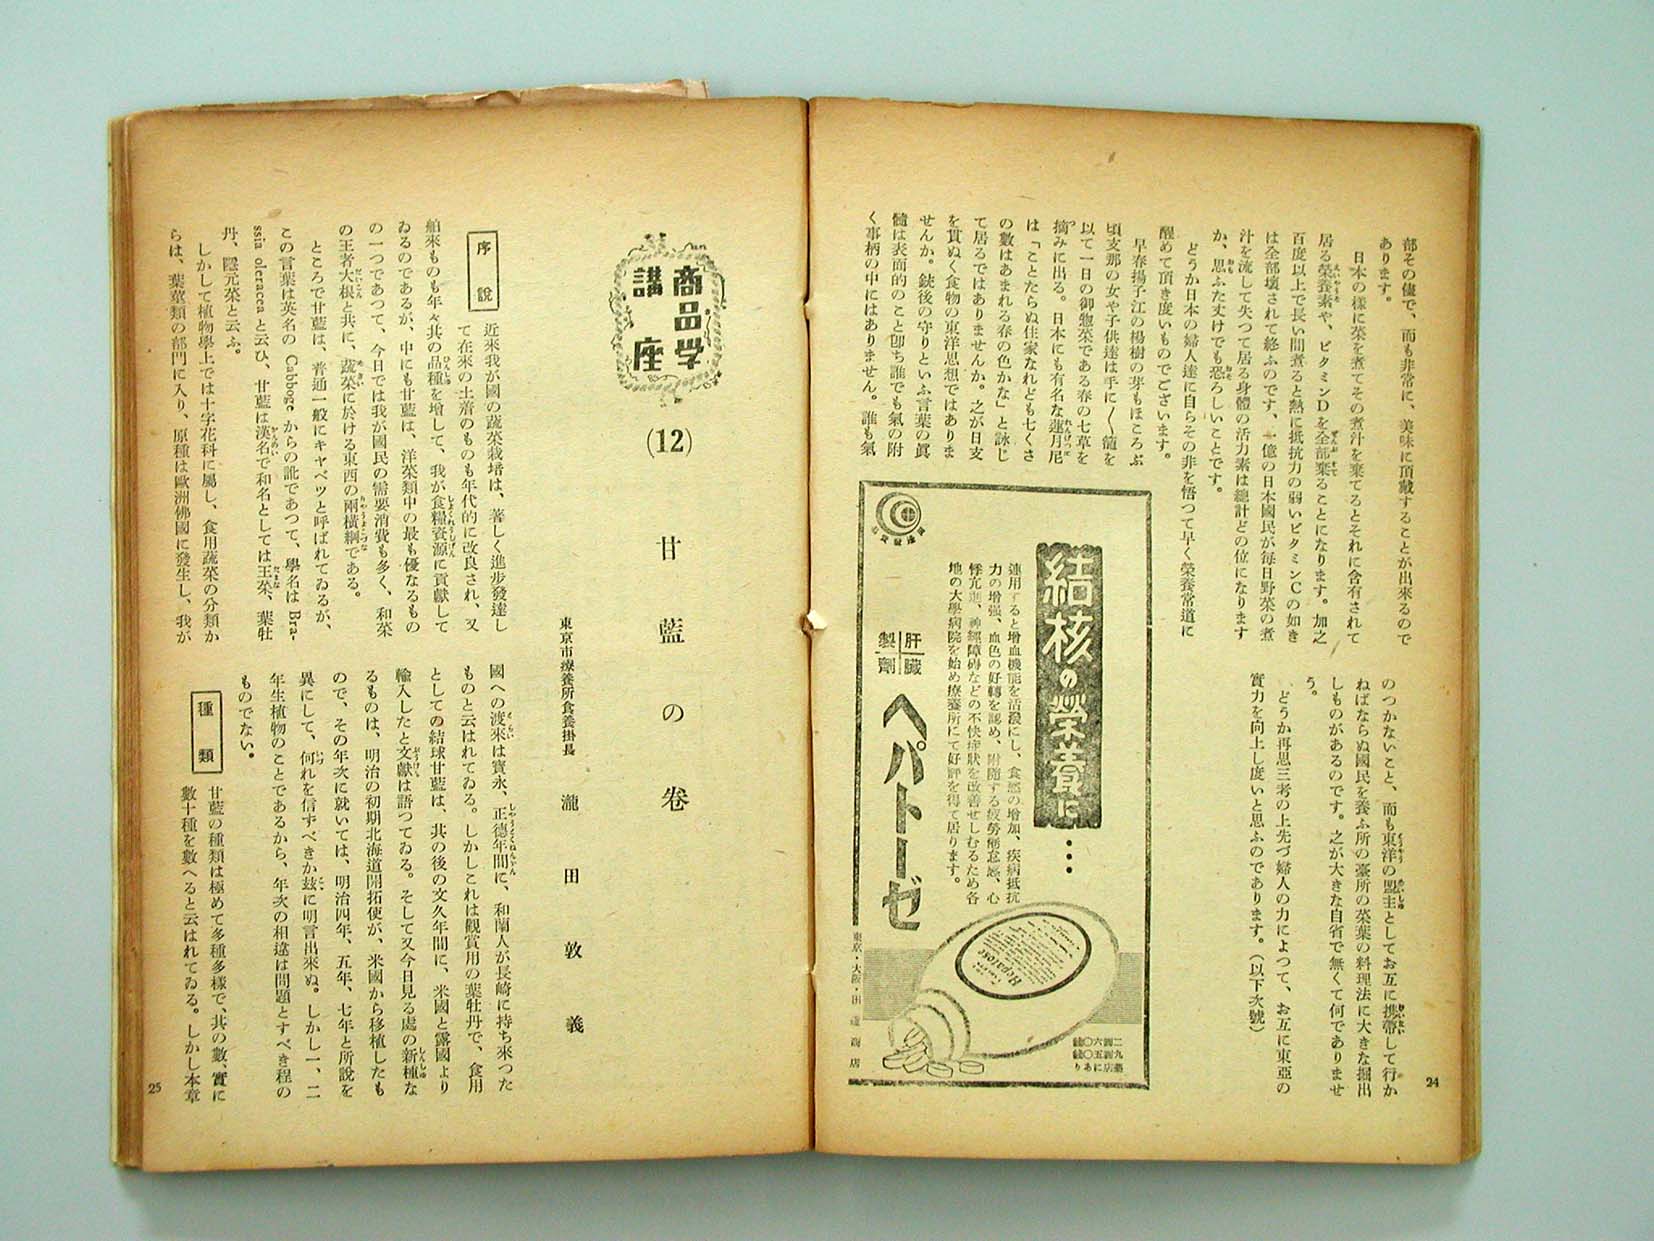 部その儘で、而も非常に、美味に頂戴することが出來るので
あります。
日本の樣に菜を煮てその煮汁を棄てるとそれに含有されて
居る榮養素や、ビタミンDを全部棄ることになります。加之
百度以上で長い間煮ると熱に抵抗力の弱いビタミンCの如き
は全部壞されて終ふのです、一億の日本國民が毎日野菜の煮
汁を流して失つて居る身體の活力素は總計どの位になります
か、思ふた丈けでも恐ろしいことです。
どうか日本の婦人達に自らその非を悟つて早く榮養常道に
醒めて頂き度いものでございます。
早春揚子江の楊樹の芽もほころぶ
頃支那の女や子供達は手に〱籠を
以て一日の御惣菜である春の七草を
摘みに出る。日本にも有名な蓮月尼
は「ことたらぬ住家なれども七くさ
の數はあまれる春の色かな」と詠じ
て居るではありませんか。之が日支
を貫ぬく食物の東洋思想ではありま
せんか。銃後の守りといふ言葉の眞
髓は表面的のこと卽ち誰でも氣の附
く事柄の中にはありません。誰も氣
のつかないこと、而も東洋の盟主としてお互に携帶して行か
ねばならぬ國民を養ふ所の臺所の菜葉の料理法に大きな掘出
しものがあるのです。之が大きな自省で無くて何でありませ
う。
どうか再思三考の上先づ婦人の力によつて、お互に東亞の
實力を向上し度いと思ふのであります。（以下次號）
結核の榮養に…
連用すると增血機能を活潑にし、食慾の增加、疾病抵抗
力の增强、血色の好轉を認め、附隨する疲勞倦怠感、心
悸亢進、神經障碍などの不快症狀を改善せしむるため各
地の大學病院を始め療養所にて好評を得て居ります。
肝臟
製劑
ヘパトーゼ
Hepatose
東京・大阪・田邊商店
24
商品学
講座
(12)
甘藍の卷
東京市療養所食養掛長
瀧田敦義
序說
近來我が國の蔬菜栽培は、著しく進步發達し
て在來の土着のものも年代的に改良され、又
舶來ものも年々其の品種を增して、我が食糧資源に貢獻して
ゐるのであるが、中にも甘藍は、洋菜類中の最も優なるもの
の一つであつて、今日では我が國民の需要消費も多く、和菜
の王者大根と共に、蔬菜に於ける東西の兩橫綱である。
ところで甘藍は、普通一般にキャベツと呼ばれてゐるが、
この言葉は英名の Cabboge からの訛であつて、學名は Bra-
ssia oleracea と云ひ、甘藍は漢名で和名としては玉菜、葉牡
丹、隱元菜と云ふ。
しかして植物學上では十字花科に屬し、食用蔬菜の分類か
らは、葉莖類の部門に入り、原種は歐洲佛國に發生し、我が
國への渡來は寶永、正德年間に、和蘭人が長崎に持ち來つた
ものと云はれてゐる。しかしこれは觀賞用の葉牡丹で、食用
としての結球甘藍は、其の後の文久年間に、米國と露國より
輸入したと文獻は語つてゐる。そして又今日見る處の新種な
るものは、明治の初期北海道開拓使が、米國から移植したも
ので、その年次に就いては、明治四年、五年、七年と所說を
異にして、何れを信ずべきか玆に明言出來ぬ。しかし一、二
年生植物のことであるから、年次の相違は問題とすべき程の
ものでない。
種類
甘藍の種類は極めて多種多樣で、其の數、實に
數十種を數へると云はれてゐる。しかし本章
25